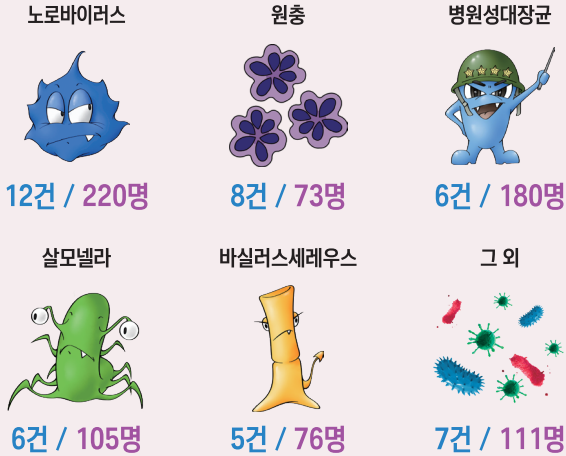 노로바이러스
원충
병원성대장균
12건 / 220명
8건 / 73명
6건 / 180명
살모넬라
바실러스세레우스
그 외
6건 / 105명
5건 / 76명
7건 / 111명